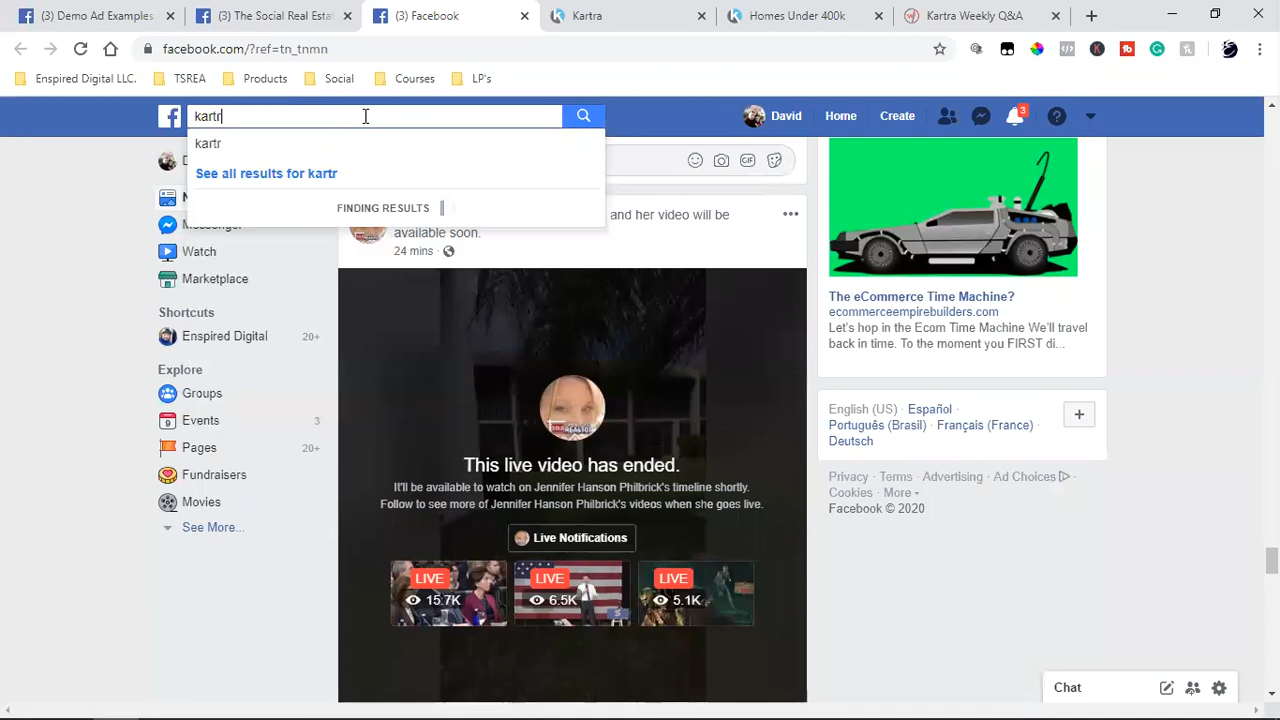 (3) Demo Ad Examples
(3) The Social Real Esta
(3) Facebook
Kartra
Homes Under 400k
Kartra Weekly Q&A
facebook.com/?ref=tn_tnmn
Enspired Digital LLC.
TSREA
Products
Social
Courses
LP's
kartr
David
Home
Create
3
kartr
See all results for kartr
FINDING RESULTS
and her video will be
available soon.
24 mins
Watch
Marketplace
Shortcuts
Enspired Digital 20+
Explore
Groups
Events 3
Pages 20+
Fundraisers
Movies
See More...
This live video has ended.
It'll be available to watch on Jennifer Hanson Philbrick's timeline shortly.
Follow to see more of Jennifer Hanson Philbrick's videos when she goes live.
Live Notifications
LIVE
15.7K
LIVE
6.5K
LIVE
5.1K
The eCommerce Time Machine?
ecommerceempirebuilders.com
Let's hop in the Ecom Time Machine We'll travel
back in time. To the moment you FIRST di...
English (US) · Español ·
Português (Brasil) · Français (France) ·
Deutsch
Privacy · Terms · Advertising · Ad Choices ·
Cookies · More
Facebook © 2020
Chat